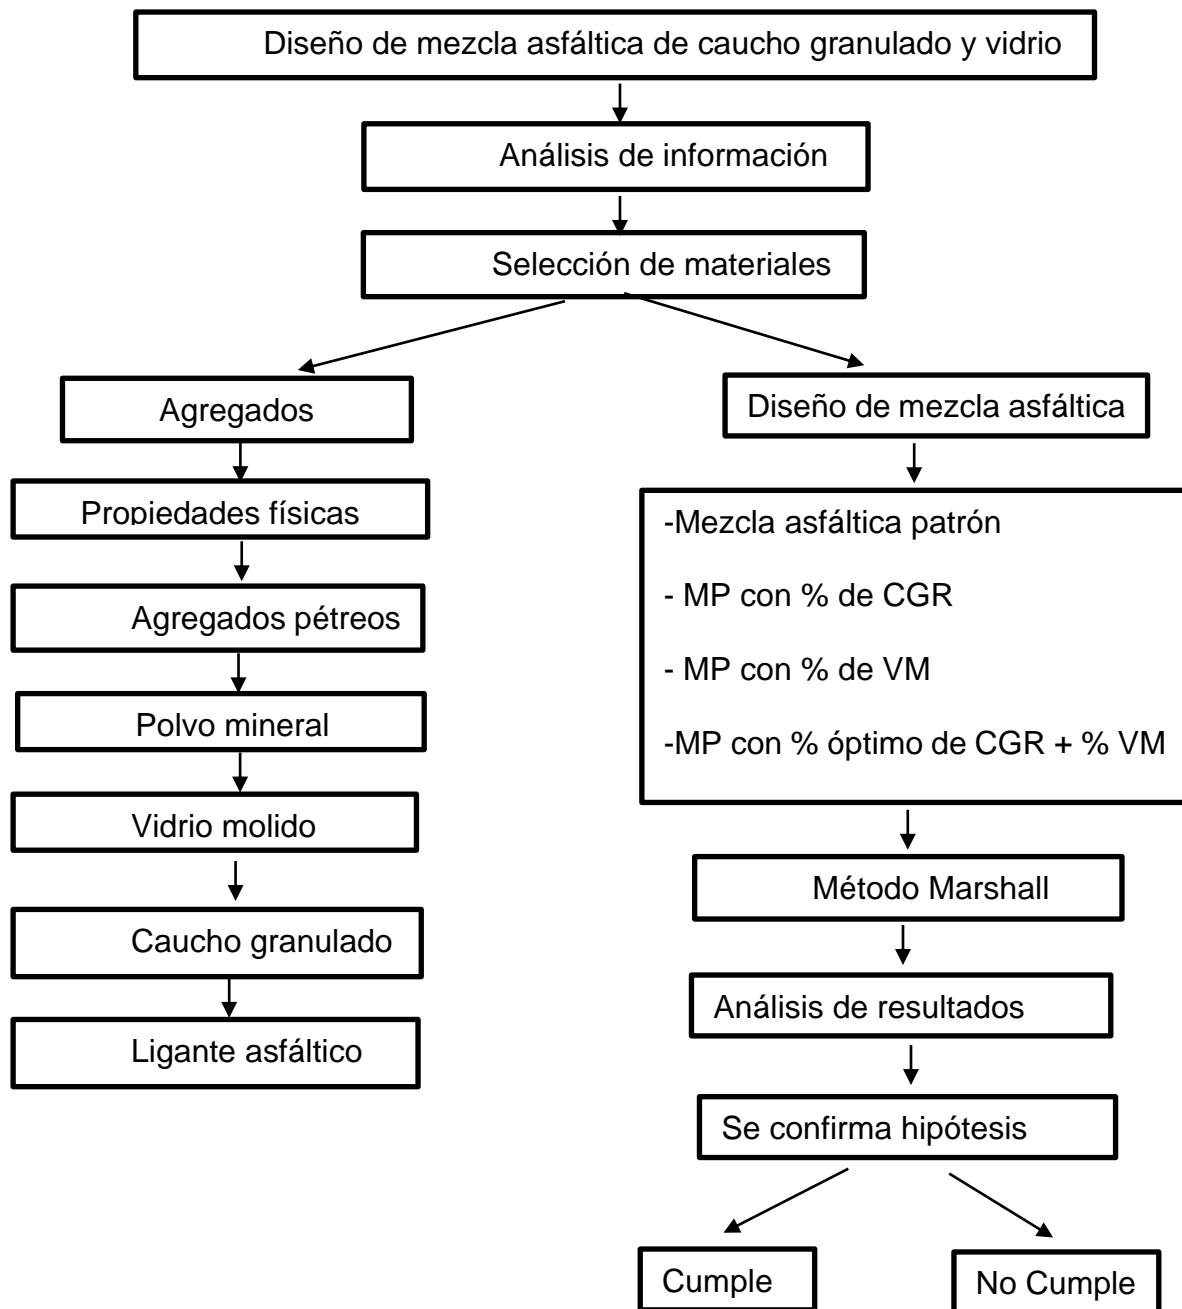 Diseño de mezcla asfáltica de caucho granulado y vidrio
Análisis de información
Selección de materiales
Agregados
Propiedades físicas
Agregados pétreos
Polvo mineral
Vidrio molido
Caucho granulado
Ligante asfáltico
Diseño de mezcla asfáltica
-Mezcla asfáltica patrón
- MP con % de CGR
- MP con % de VM
-MP con % óptimo de CGR + % VM
Método Marshall
Análisis de resultados
Se confirma hipótesis
Cumple
No Cumple